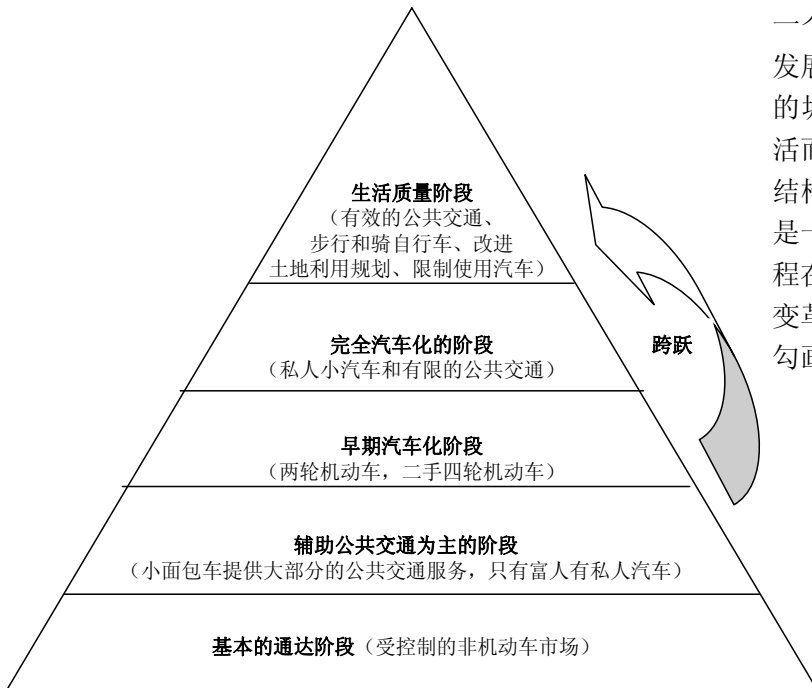 生活质量阶段
（有效的公共交通、
步行和骑自行车、改进
土地利用规划、限制使用汽车）
完全汽车化的阶段
（私人小汽车和有限的公共交通）
跨跃
早期汽车化阶段
（两轮机动车，二手四轮机动车）
辅助公共交通为主的阶段
（小面包车提供大部分的公共交通服务，只有富人有私人汽车）
基本的通达阶段（受控制的非机动车市场）
发展
的城
活而
结构
是一
程在
变革
勾画